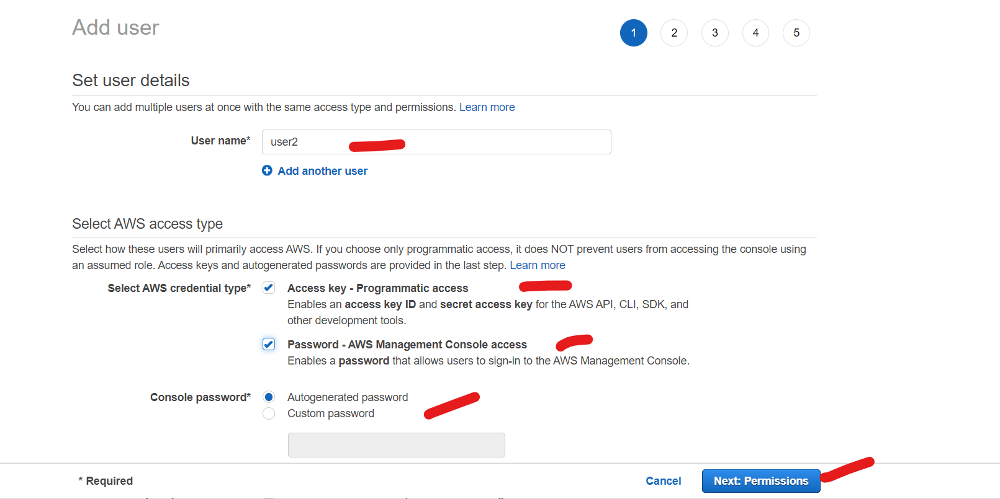 Add user
1 2 3 4 5
Set user details
You can add multiple users at once with the same access type and permissions. Learn more
User name* user2
Add another user
Select AWS access type
Select how these users will primarily access AWS. If you choose only programmatic access, it does NOT prevent users from accessing the console using
an assumed role. Access keys and autogenerated passwords are provided in the last step. Learn more
Select AWS credential type* Access key - Programmatic access
Enables an access key ID and secret access key for the AWS API, CLI, SDK, and
other development tools.
Password - AWS Management Console access
Enables a password that allows users to sign-in to the AWS Management Console.
Console password* Autogenerated password
Custom password
* Required Cancel Next: Permissions